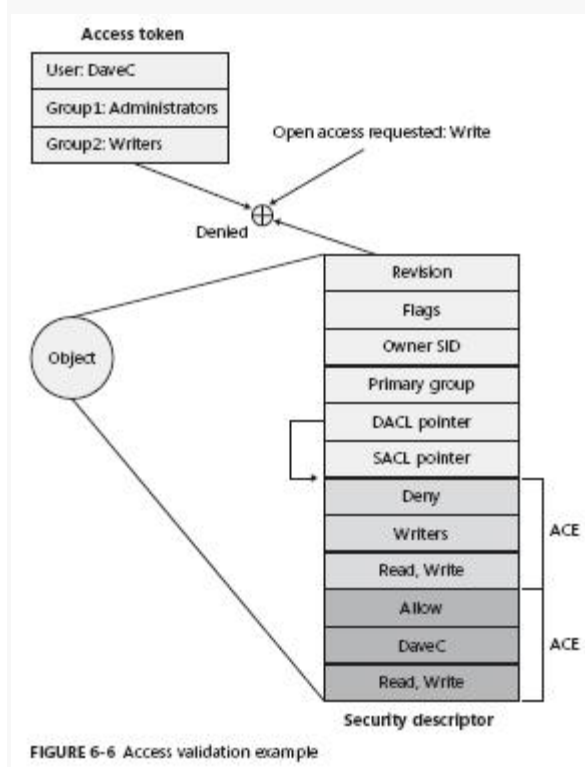 Access token
User: DaveC
Group1: Administrators
Group2: Writers
Open access requested: Write
Denied
Object
Revision
Flags
Owner SID
Primary group
DACL pointer
SACL pointer
Deny
Writers
Read, Write
ACE
Allow
DaveC
Read, Write
ACE
Security descriptor
FIGURE 6-6 Access validation example